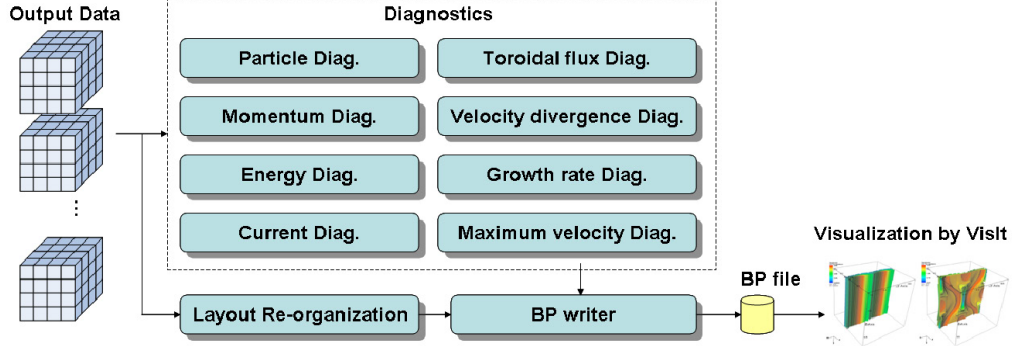 Output Data
Diagnostics
Particle Diag.
Toroidal flux Diag.
Momentum Diag.
Velocity divergence Diag.
Energy Diag.
Growth rate Diag.
Current Diag.
Maximum velocity Diag.
Layout Re-organization
BP writer
BP file
Visualization by VisIt